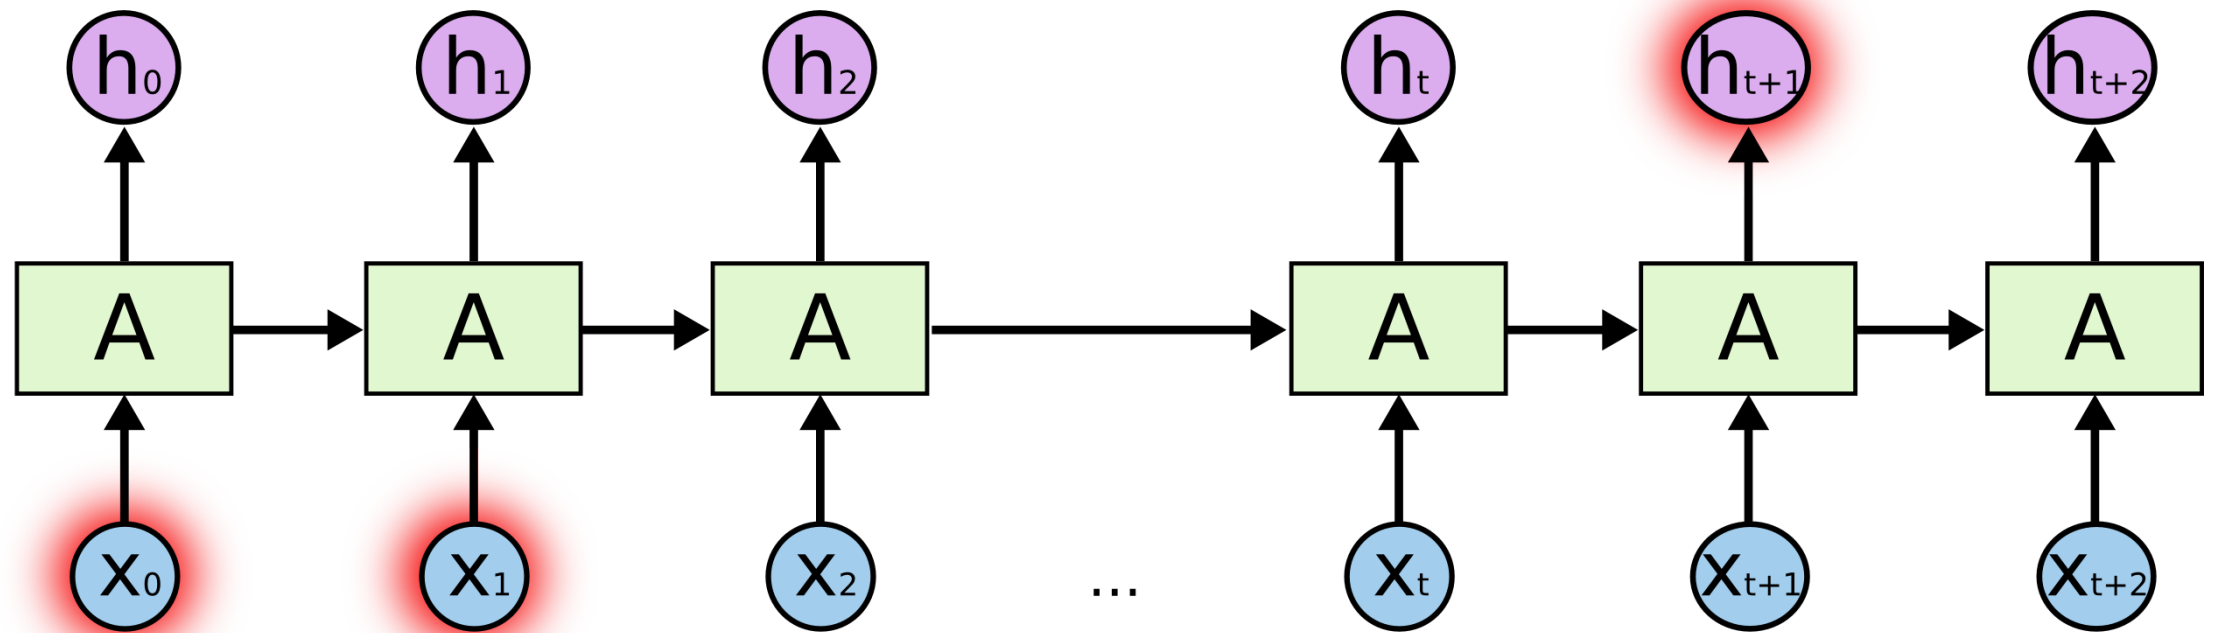 h₀ h₁ h₂ hₜ hₜ₊₁ hₜ₊₂
A A A A A A
x₀ x₁ x₂ ... xₜ xₜ₊₁ xₜ₊₂